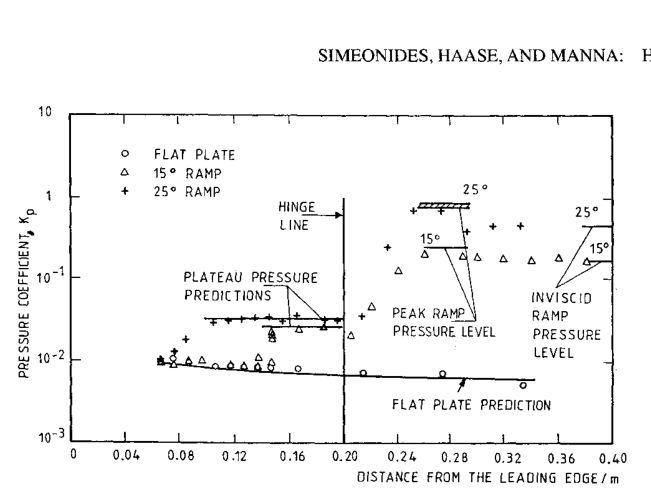 SIMEONIDES, HAASE, AND MANNA: H
10
○ FLAT PLATE
△ 15° RAMP
+ 25° RAMP
25°
1
HINGE
LINE
25°
15°
15°
PRESSURE COEFFICIENT, Kp
10⁻¹
PLATEAU PRESSURE
PREDICTIONS
PEAK RAMP
PRESSURE LEVEL
INVISCID
RAMP
PRESSURE
LEVEL
10⁻²
FLAT PLATE PREDICTION
10⁻³
0 0.04 0.08 0.12 0.16 0.20 0.24 0.28 0.32 0.36 0.40
DISTANCE FROM THE LEADING EDGE/m